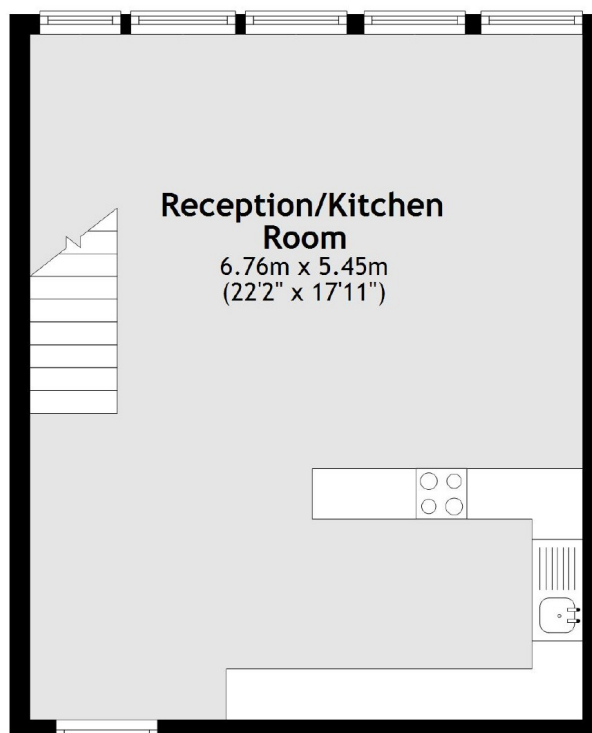 Reception/Kitchen
Room
6.76m x 5.45m
(22'2" x 17'11")